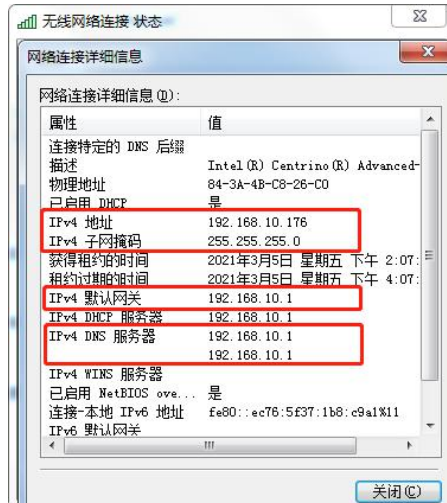 无线网络连接 状态
网络连接详细信息
网络连接详细信息(D):
属性 值
连接特定的 DNS 后缀
描述 Intel(R) Centrino(R) Advanced-
物理地址 84-3A-4B-C8-26-C0
已启用 DHCP 是
IPv4 地址 192.168.10.176
IPv4 子网掩码 255.255.255.0
获得租约的时间 2021年3月5日 星期五 下午 2:07:
租约过期的时间 2021年3月5日 星期五 下午 4:07:
IPv4 默认网关 192.168.10.1
IPv4 DHCP 服务器 192.168.10.1
IPv4 DNS 服务器 192.168.10.1
192.168.10.1
IPv4 WINS 服务器
已启用 NetBIOS ove... 是
连接-本地 IPv6 地址 fe80::ec76:5f37:1b8:c9a1%11
IPv6 默认网关
关闭(C)